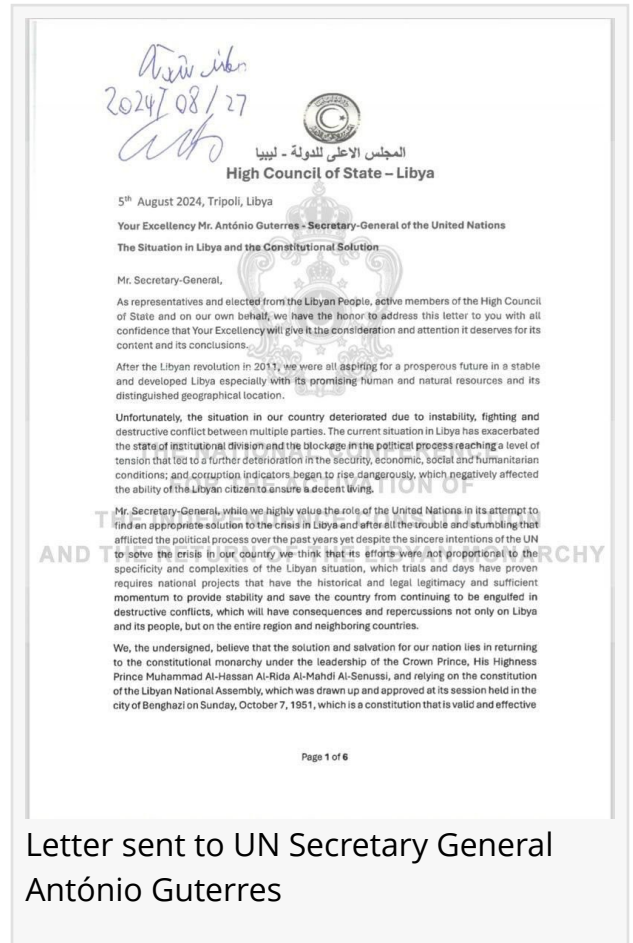 2024/08/27
المجلس الاعلى للدولة - ليبيا
High Council of State – Libya
5th August 2024, Tripoli, Libya
Your Excellency Mr. António Guterres - Secretary-General of the United Nations
The Situation in Libya and the Constitutional Solution
Mr. Secretary-General,
As representatives and elected from the Libyan People, active members of the High Council
of State and on our own behalf, we have the honor to address this letter to you with all
confidence that Your Excellency will give it the consideration and attention it deserves for its
content and its conclusions.
After the Libyan revolution in 2011, we were all aspiring for a prosperous future in a stable
and developed Libya especially with its promising human and natural resources and its
distinguished geographical location.
Unfortunately, the situation in our country deteriorated due to instability, fighting and
destructive conflict between multiple parties. The current situation in Libya has exacerbated
the state of institutional division and the blockage in the political process reaching a level of
tension that led to a further deterioration in the security, economic, social and humanitarian
conditions; and corruption indicators began to rise dangerously, which negatively affected
the ability of the Libyan citizen to ensure a decent living.
Mr. Secretary-General, while we highly value the role of the United Nations in its attempt to
find an appropriate solution to the crisis in Libya and after all the trouble and stumbling that
afflicted the political process over the past years yet despite the sincere intentions of the UN
to solve the crisis in our country we think that its efforts were not proportional to the
specificity and complexities of the Libyan situation, which trials and days have proven
requires national projects that have the historical and legal legitimacy and sufficient
momentum to provide stability and save the country from continuing to be engulfed in
destructive conflicts, which will have consequences and repercussions not only on Libya
and its people, but on the entire region and neighboring countries.
We, the undersigned, believe that the solution and salvation for our nation lies in returning
to the constitutional monarchy under the leadership of the Crown Prince, His Highness
Prince Muhammad Al-Hassan Al-Rida Al-Mahdi Al-Senussi, and relying on the constitution
of the Libyan National Assembly, which was drawn up and approved at its session held in the
city of Benghazi on Sunday, October 7, 1951, which is a constitution that is valid and effective
THE NATIONAL CONFERENCE
FOR THE ACTIVATION OF
THE INDEPENDENCE CONSTITUTION
AND THE RETURN OF THE LIBYAN MONARCHY
Page 1 of 6
Letter sent to UN Secretary General
António Guterres